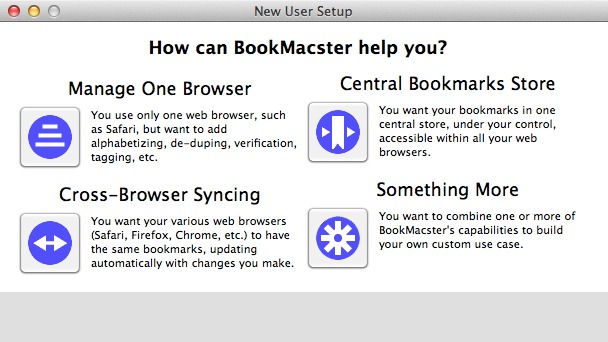 New User Setup
How can BookMacster help you?
Manage One Browser
You use only one web browser, such
as Safari, but want to add
alphabetizing, de-duping, verification,
tagging, etc.
Central Bookmarks Store
You want your bookmarks in one
central store, under your control,
accessible within all your web
browsers.
Cross-Browser Syncing
You want your various web browsers
(Safari, Firefox, Chrome, etc.) to have
the same bookmarks, updating
automatically with changes you make.
Something More
You want to combine one or more of
BookMacster's capabilities to build
your own custom use case.